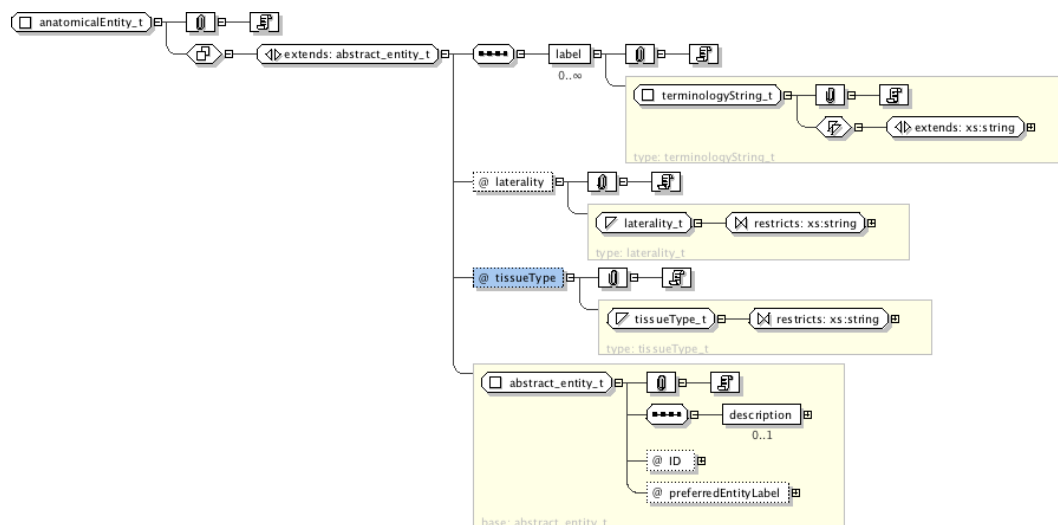 anatomicalEntity_t
extends: abstract_entity_t
label
0..∞
terminologyString_t
extends: xs:string
type: terminologyString_t
@ laterality
laterality_t
restricts: xs:string
type: laterality_t
@ tissueType
tissueType_t
restricts: xs:string
type: tissueType_t
abstract_entity_t
description
0..1
@ ID
@ preferredEntityLabel
base: abstract_entity_t